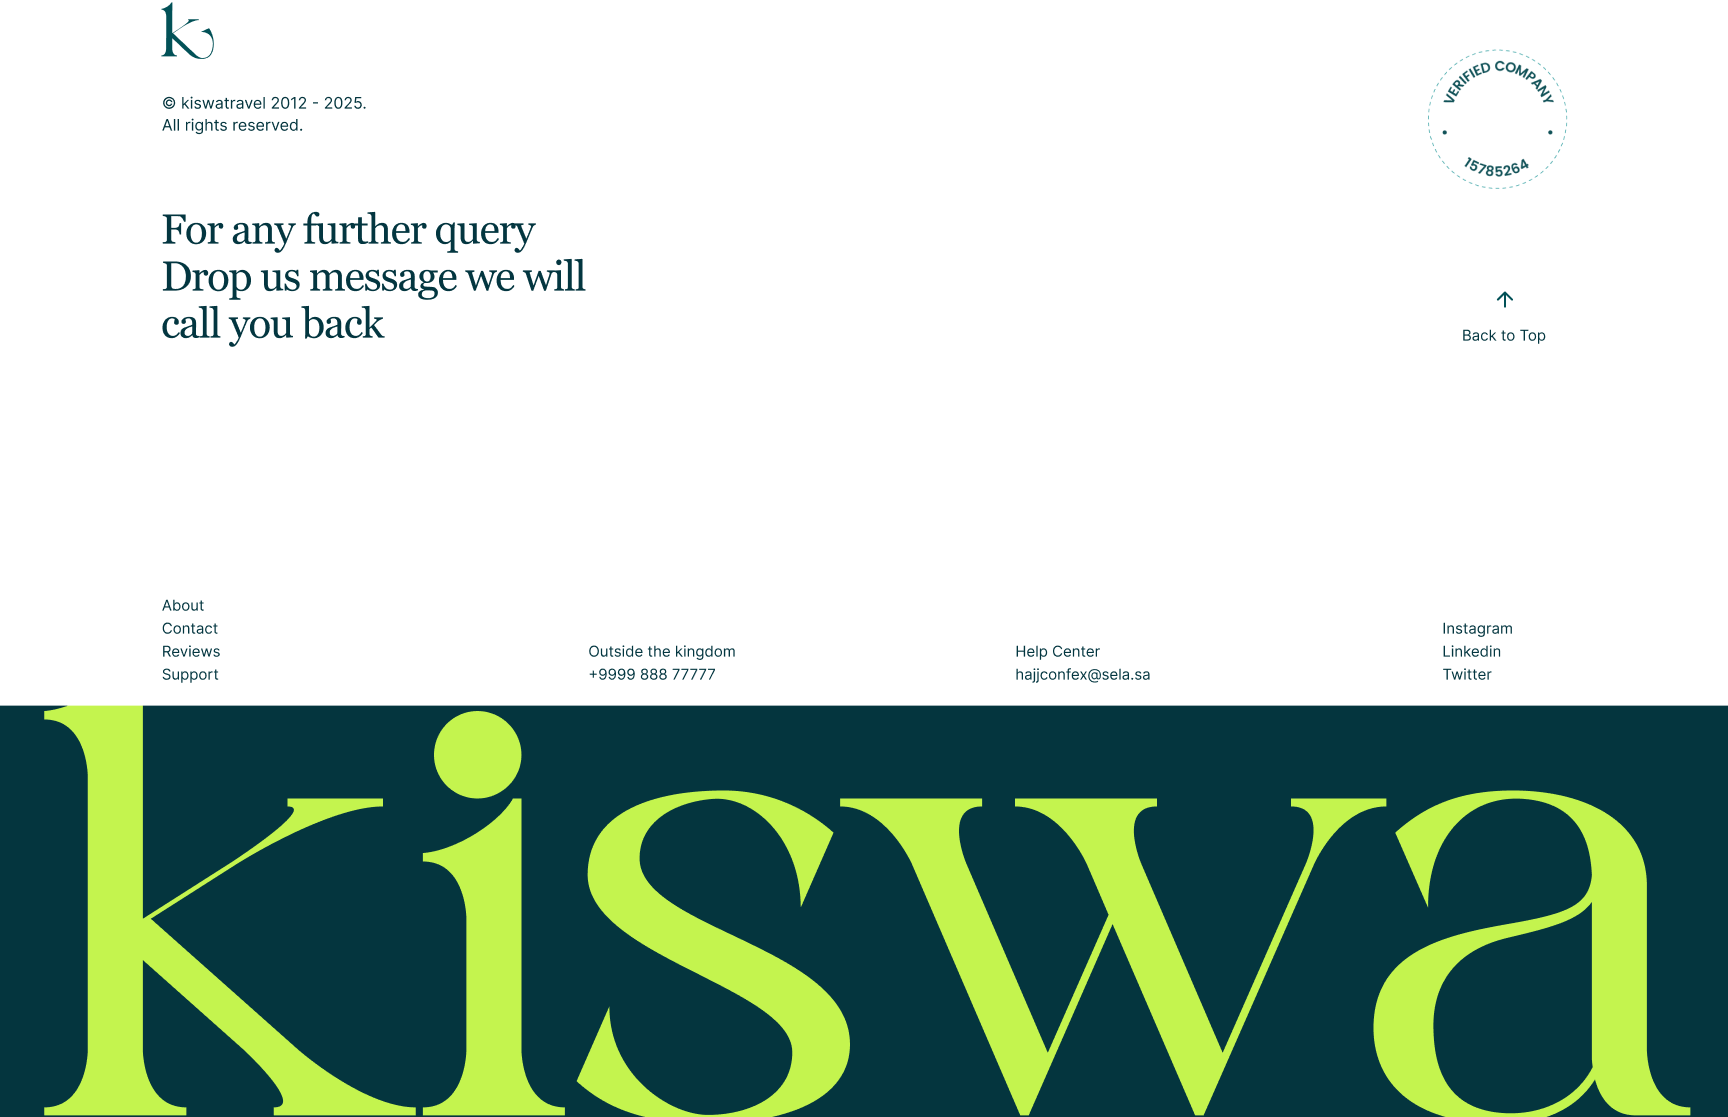 k
© kiswatravel 2012 - 2025.
All rights reserved.
VERIFIED COMPANY
15785264
For any further query
Drop us message we will
call you back
Back to Top
About
Contact
Reviews
Support
Outside the kingdom
+9999 888 77777
Help Center
hajjconfex@sela.sa
Instagram
Linkedin
Twitter
kiswa